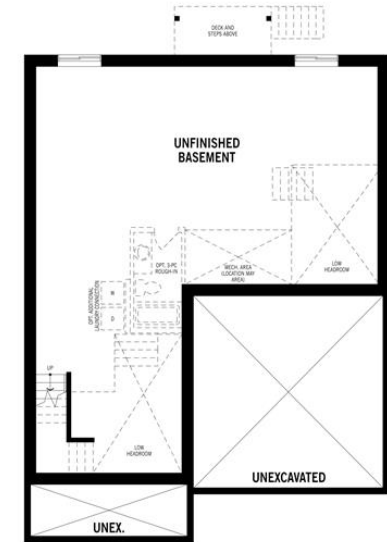 DECK AND
STEPS ABOVE
UNFINISHED
BASEMENT
OPT. 3-PC
ROUGH-IN
MECH. AREA
(LOCATION MAY
AREA)
LOW
HEADROOM
OPT. ADDITIONAL
LAUNDRY CONNECTION
W
D
UP
LOW
HEADROOM
UNEXCAVATED
UNEX.